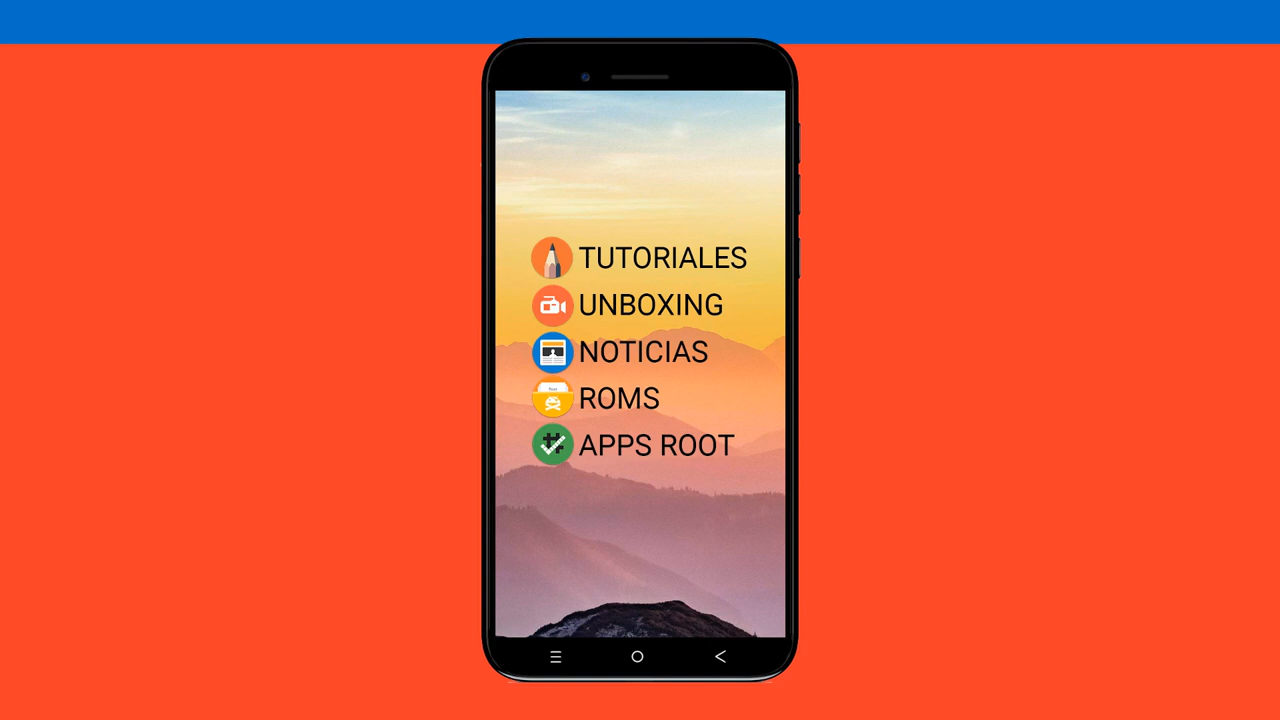 TUTORIALES
UNBOXING
NOTICIAS
ROMS
APPS ROOT